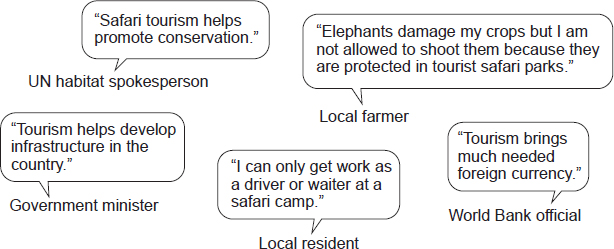 “Safari tourism helps
promote conservation.”
UN habitat spokesperson
“Elephants damage my crops but I am
not allowed to shoot them because they
are protected in tourist safari parks.”
Local farmer
“Tourism helps develop
infrastructure in the
country.”
Government minister
“I can only get work as
a driver or waiter at a
safari camp.”
Local resident
“Tourism brings
much needed
foreign currency.”
World Bank official